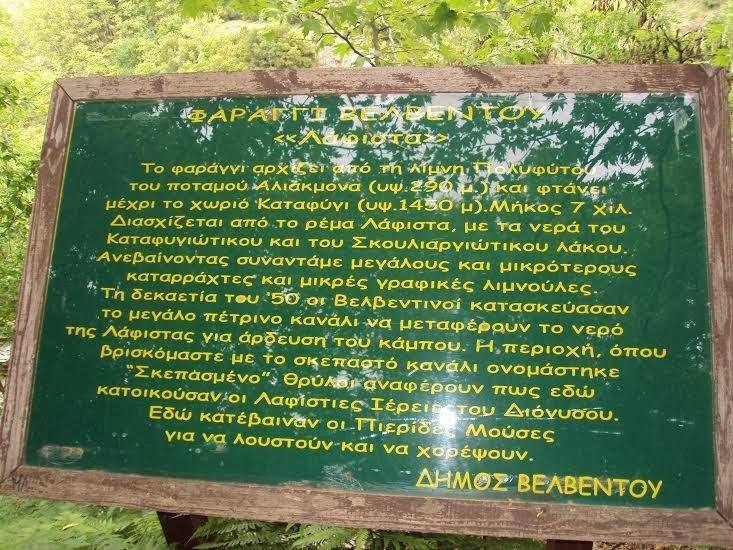 ΦΑΡΑΓΓΙ ΒΕΛΒΕΝΤΟΥ
<<Λάφιστα>>
Το φαράγγι αρχίζει από τη λίμνη Πολυφύτου
του ποταμού Αλιάκμονα (υψ.290 μ.) και φτάνει
μέχρι το χωριό Καταφύγι (υψ.1450 μ).Μήκος 7 χιλ.
Διασχίζεται από το ρέμα Λάφιστα, με τα νερά του
Καταφυγιώτικου και του Σκουλιαργιώτικου λάκου.
Ανεβαίνοντας συναντάμε μεγάλους και μικρότερους
καταρράχτες και μικρές γραφικές λιμνούλες.
Τη δεκαετία του '50 οι Βελβεντινοί κατασκεύασαν
το μεγάλο πέτρινο κανάλι να μεταφέρουν το νερό
της Λάφιστας για άρδευση του κάμπου. Η περιοχή, όπου
βρισκόμαστε με το σκεπαστό κανάλι ονομάστηκε
"Σκεπασμένο". Θρύλοι αναφέρουν πως εδώ
κατοικούσαν οι Λαφίστιες Ιέρειες του Διόνυσου.
Εδώ κατέβαιναν οι Πιερίδες Μούσες
για να λουστούν και να χορέψουν.
ΔΗΜΟΣ ΒΕΛΒΕΝΤΟΥ